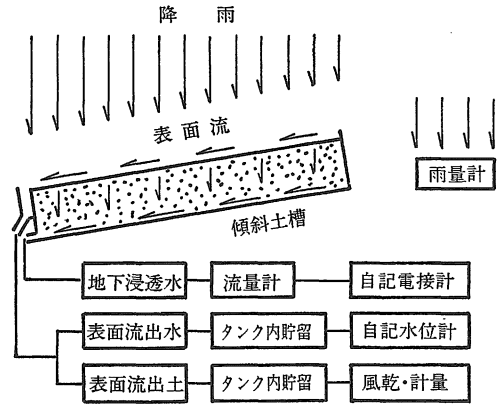 降雨
表面流
雨量計
傾斜土槽
地下浸透水 流量計 自記電接計
表面流出水 タンク内貯留 自記水位計
表面流出土 タンク内貯留 風乾・計量